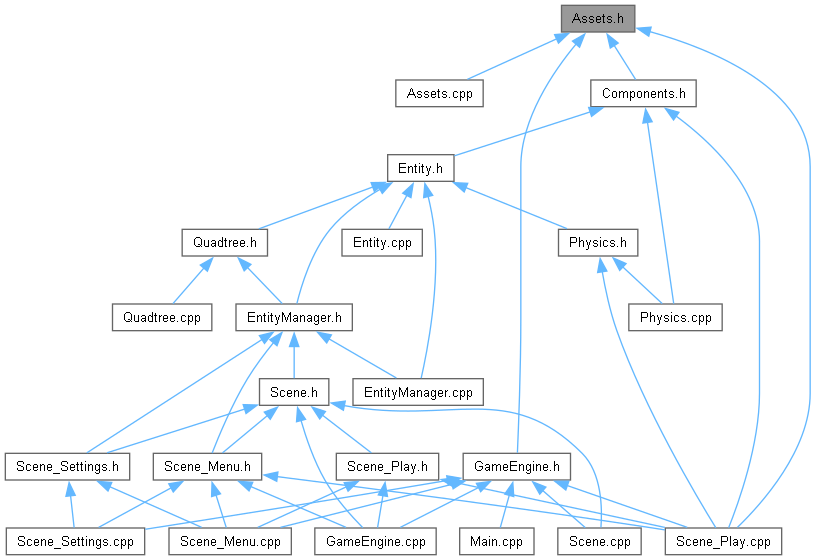 Assets.h
Assets.cpp
Components.h
Entity.h
Quadtree.h
Entity.cpp
Physics.h
Quadtree.cpp
EntityManager.h
Physics.cpp
Scene.h
EntityManager.cpp
Scene_Settings.h
Scene_Menu.h
Scene_Play.h
GameEngine.h
Scene_Settings.cpp
Scene_Menu.cpp
GameEngine.cpp
Main.cpp
Scene.cpp
Scene_Play.cpp